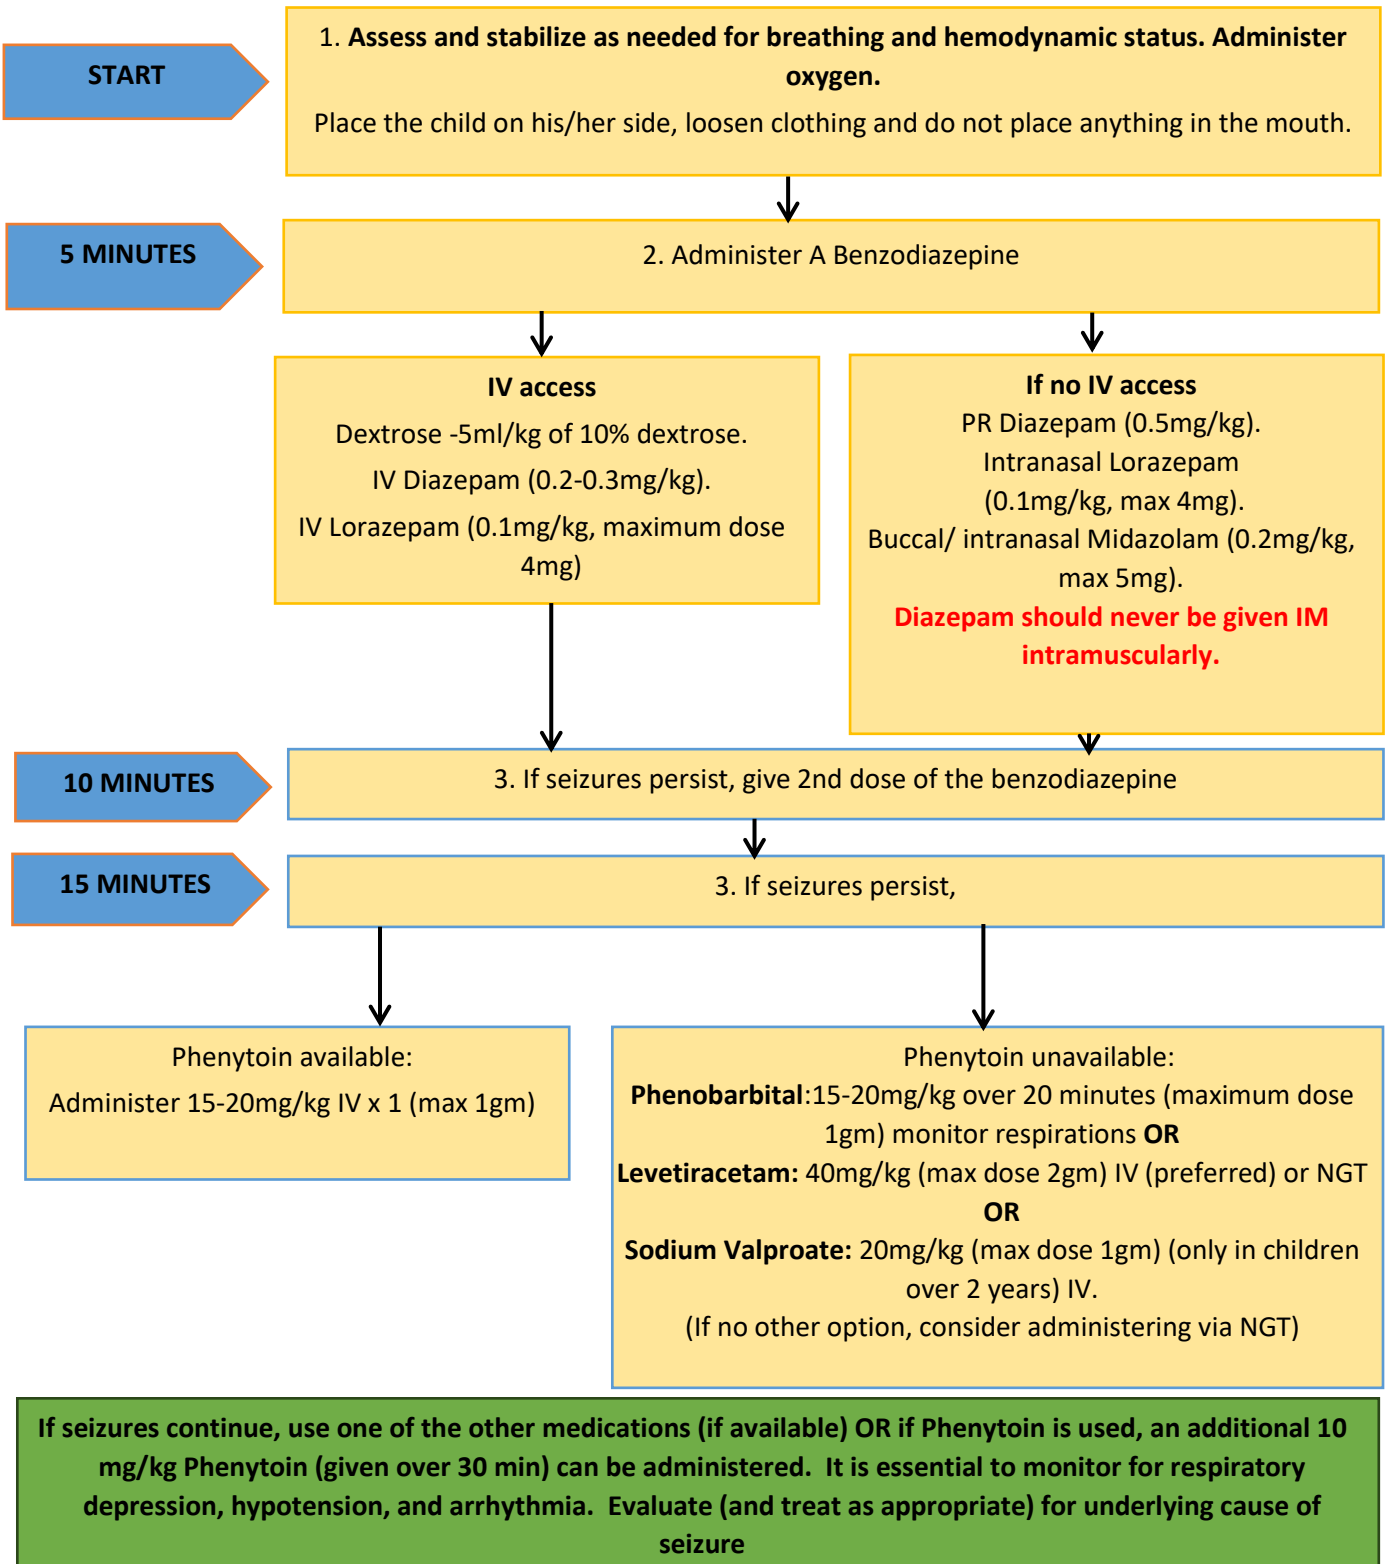 START
1. Assess and stabilize as needed for breathing and hemodynamic status. Administer
oxygen.
Place the child on his/her side, loosen clothing and do not place anything in the mouth.
5 MINUTES
2. Administer A Benzodiazepine
IV access
Dextrose -5ml/kg of 10% dextrose.
IV Diazepam (0.2-0.3mg/kg).
IV Lorazepam (0.1mg/kg, maximum dose
4mg)
If no IV access
PR Diazepam (0.5mg/kg).
Intranasal Lorazepam
(0.1mg/kg, max 4mg).
Buccal/ intranasal Midazolam (0.2mg/kg,
max 5mg).
Diazepam should never be given IM
intramuscularly.
10 MINUTES
3. If seizures persist, give 2nd dose of the benzodiazepine
15 MINUTES
3. If seizures persist,
Phenytoin available:
Administer 15-20mg/kg IV x 1 (max 1gm)
Phenytoin unavailable:
Phenobarbital:15-20mg/kg over 20 minutes (maximum dose
1gm) monitor respirations OR
Levetiracetam: 40mg/kg (max dose 2gm) IV (preferred) or NGT
OR
Sodium Valproate: 20mg/kg (max dose 1gm) (only in children
over 2 years) IV.
(If no other option, consider administering via NGT)
If seizures continue, use one of the other medications (if available) OR if Phenytoin is used, an additional 10
mg/kg Phenytoin (given over 30 min) can be administered. It is essential to monitor for respiratory
depression, hypotension, and arrhythmia. Evaluate (and treat as appropriate) for underlying cause of
seizure